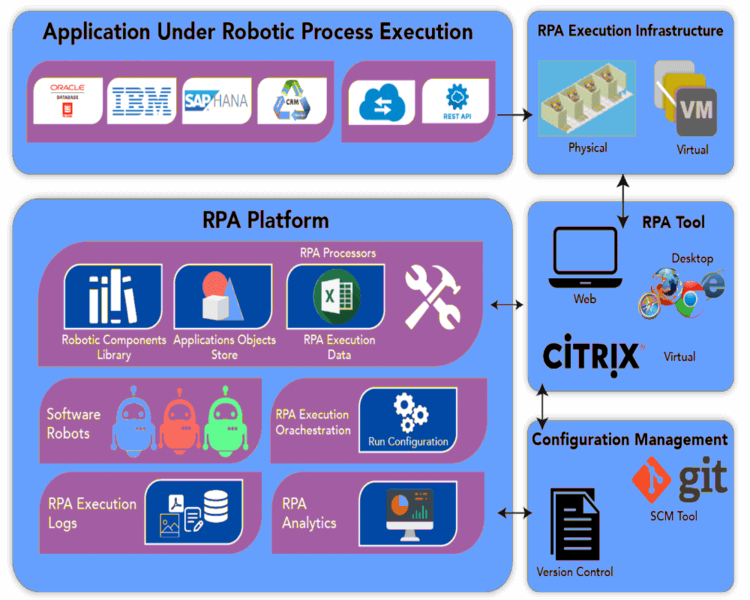 Application Under Robotic Process Execution
ORACLE
DATABASE
IBM
SAP HANA
CRM
REST API
RPA Execution Infrastructure
VM
Physical
Virtual
RPA Platform
RPA Processors
Robotic Components
Library
Applications Objects
Store
X
RPA Execution
Data
Software
Robots
RPA Execution
Orachestration
Run Configuration
RPA Execution
Logs
RPA
Analytics
RPA Tool
Desktop
Web
CİTRIX
Virtual
Configuration Management
git
SCM Tool
Version Control